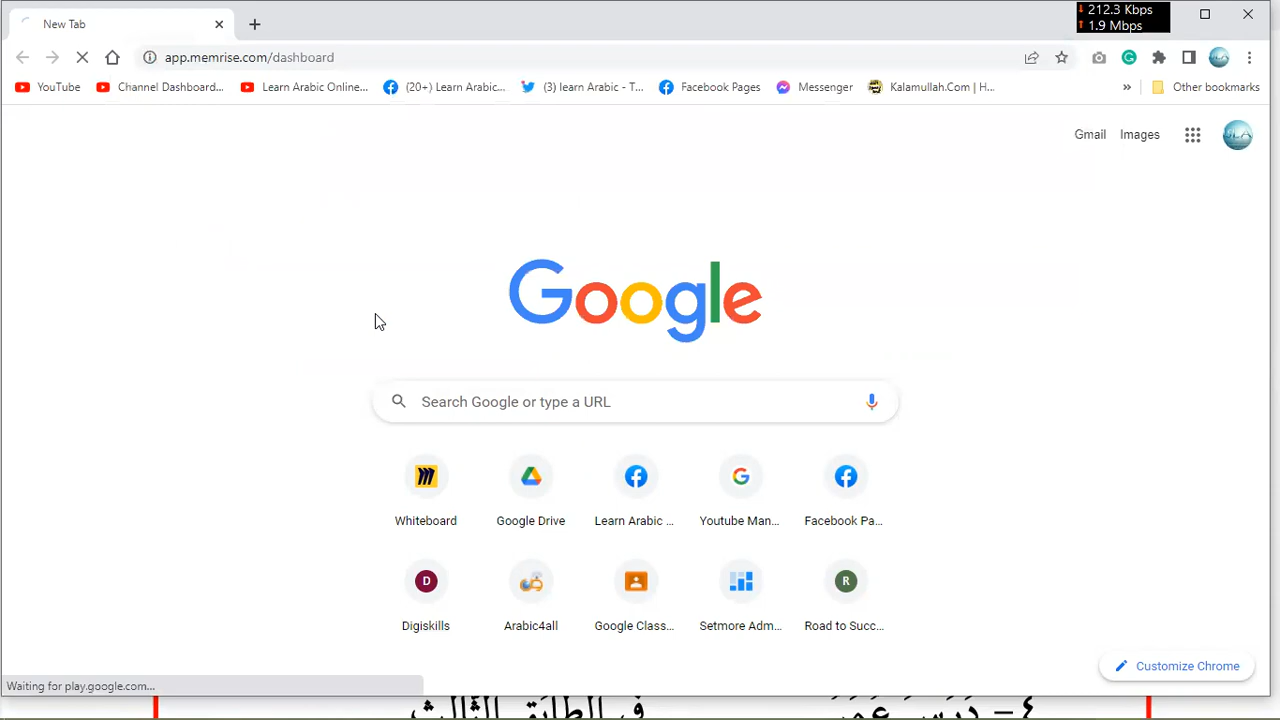 New Tab
212.3 Kbps
1.9 Mbps
app.memrise.com/dashboard
YouTube
Channel Dashboard...
Learn Arabic Online...
(20+) Learn Arabic...
(3) learn Arabic - T...
Facebook Pages
Messenger
Kalamullah.Com | H...
Other bookmarks
Gmail
Images
Google
Search Google or type a URL
Whiteboard
Google Drive
Learn Arabic ...
Youtube Man...
Facebook Pa...
D
R
Digiskills
Arabic4all
Google Class...
Setmore Adm...
Road to Succ...
Customize Chrome
Waiting for play.google.com...